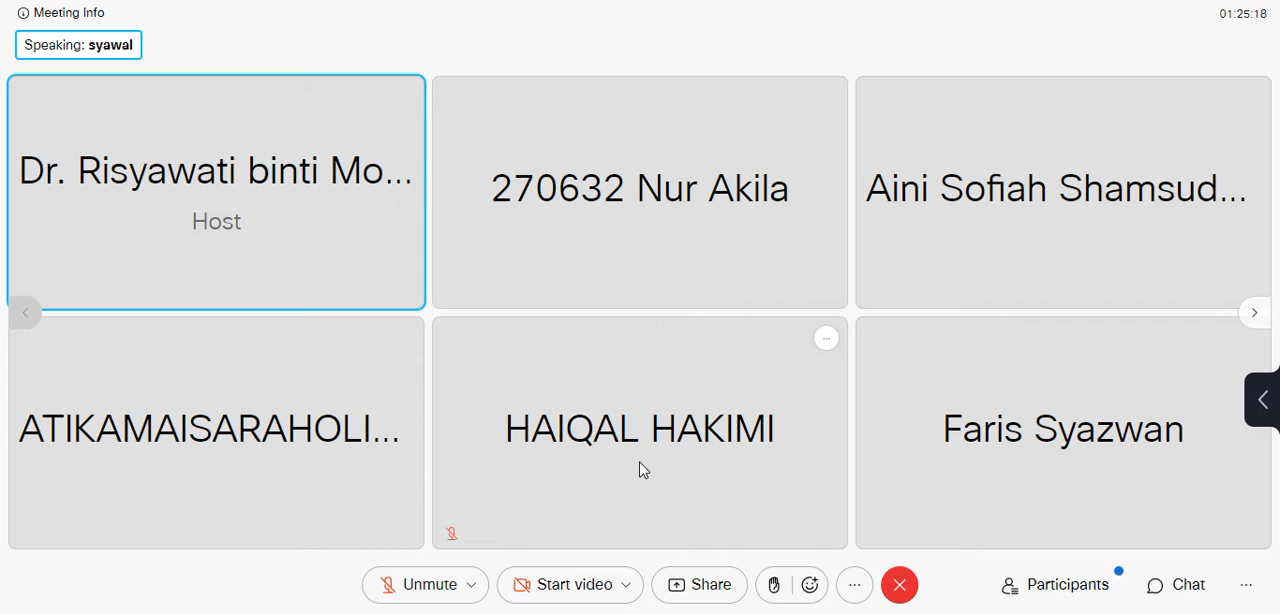 Meeting Info
01:25:18
Speaking: syawal
Dr. Risyawati binti Mo...
Host
270632 Nur Akila
Aini Sofiah Shamsud...
ATIKAMAISARAHOLI...
HAIQAL HAKIMI
Faris Syazwan
Unmute
Start video
Share
Participants
Chat